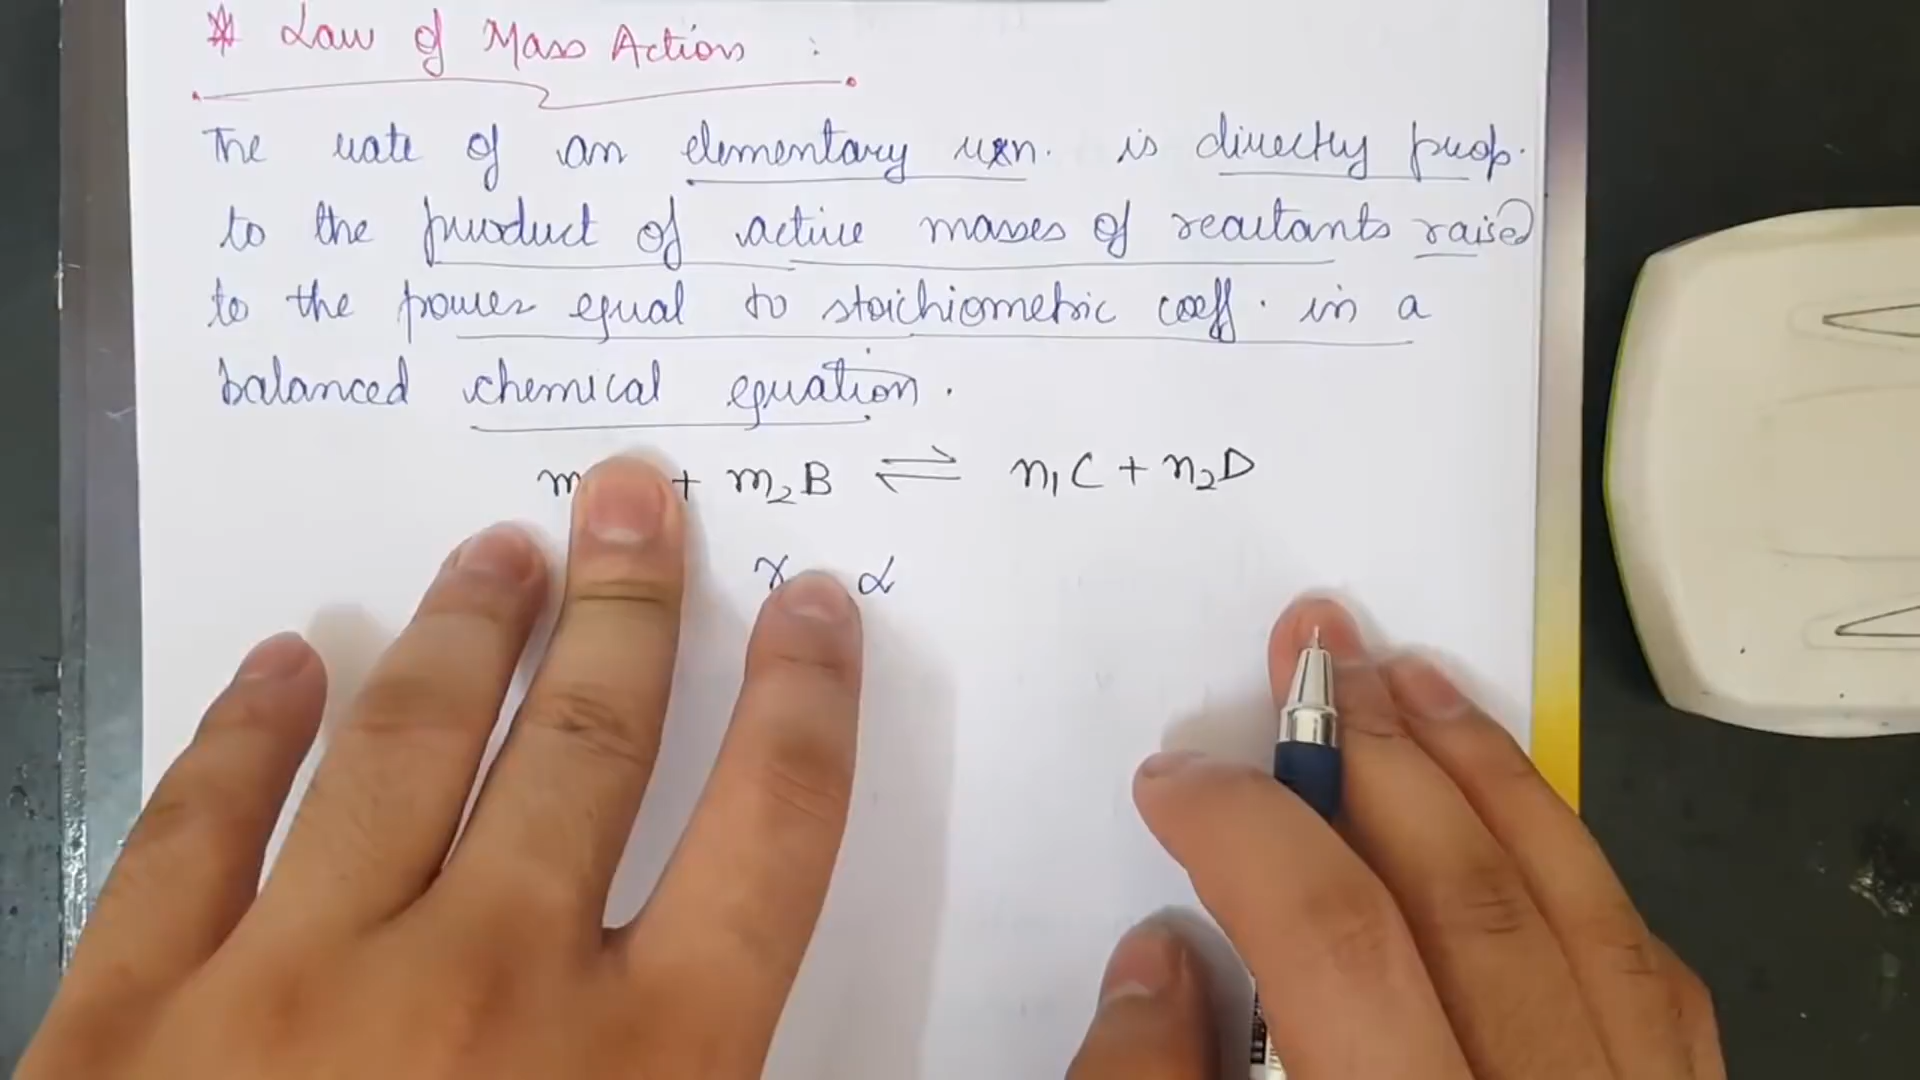 * Law of Mass Action :
The rate of an elementary rxn. is directly prop.
to the product of active masses of reactants raised
to the power equal to stoichiometric coeff. in a
balanced chemical equation.
m + m₂B ⇌ n₁C + n₂D
r α